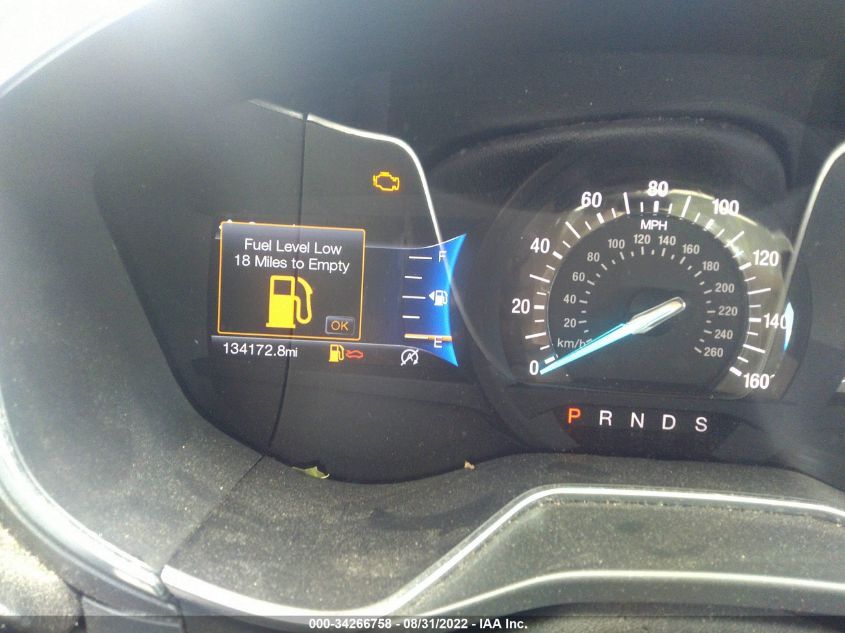 Fuel Level Low
18 Miles to Empty
OK
134172.8mi
F
E
0 20 40 60 80 100 120 140 160
MPH
20 40 60 80 100 120 140 160 180 200 220 240 260
km/h
P R N D S
000-34266758 - 08/31/2022 - IAA Inc.